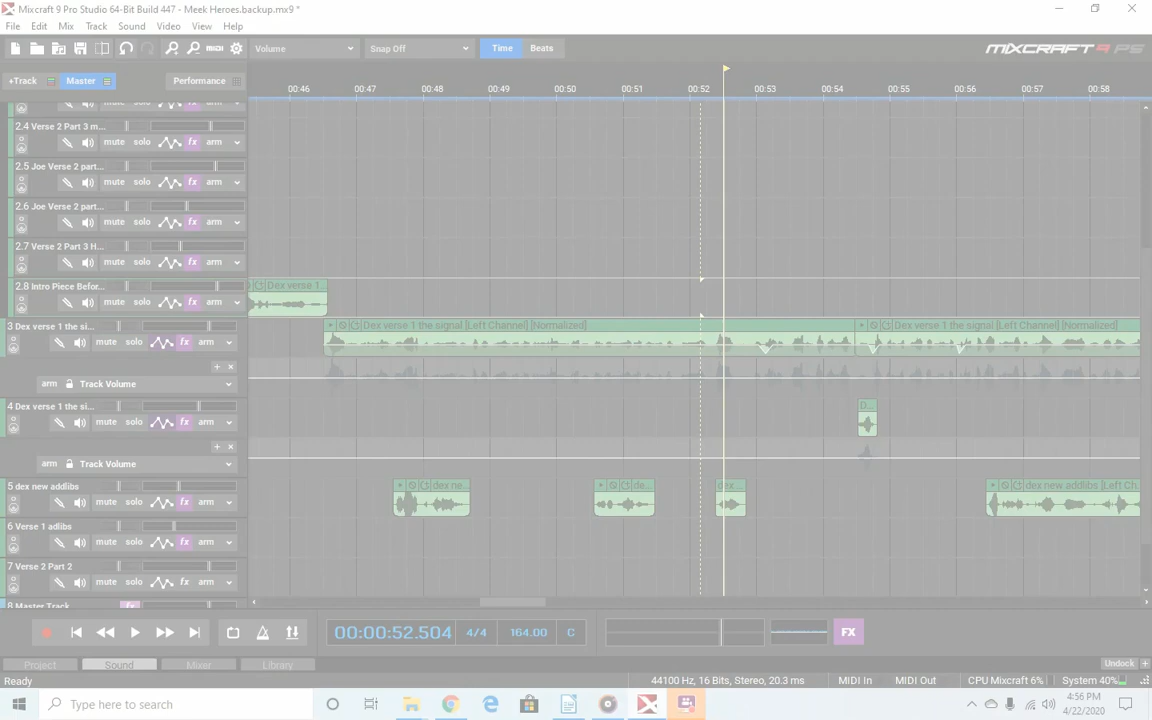 Mixcraft 9 Pro Studio 64-Bit Build 447 - Meek Heroes.backup.mx9 *
File Edit Mix Track Sound Video View Help
MIDI Volume Snap Off Time Beats MIXCRAFT 9 PS
+Track Master Performance
00:46 00:47 00:48 00:49 00:50 00:51 00:52 00:53 00:54 00:55 00:56 00:57 00:58
2.4 Verse 2 Part 3 m...
mute solo fx arm
2.5 Joe Verse 2 part...
mute solo fx arm
2.6 Joe Verse 2 part...
mute solo fx arm
2.7 Verse 2 Part 3 H...
mute solo fx arm
2.8 Intro Piece Befor...
Dex verse 1...
mute solo fx arm
3 Dex verse 1 the si...
Dex verse 1 the signal [Left Channel] [Normalized]
Dex verse 1 the signal [Left Channel] [Normalized]
mute solo fx arm
arm Track Volume
4 Dex verse 1 the si...
D...
mute solo fx arm
arm Track Volume
5 dex new addlibs
dex ne...
de...
dex ...
dex new addlibs [Left Ch...
mute solo fx arm
6 Verse 1 adlibs
mute solo fx arm
7 Verse 2 Part 2
mute solo fx arm
8 Master Track fx
00:00:52.504 4/4 164.00 C FX
Project Sound Mixer Library Undock
Ready 44100 Hz, 16 Bits, Stereo, 20.3 ms MIDI In MIDI Out CPU Mixcraft 6% System 40%
Type here to search
4:56 PM
4/22/2020